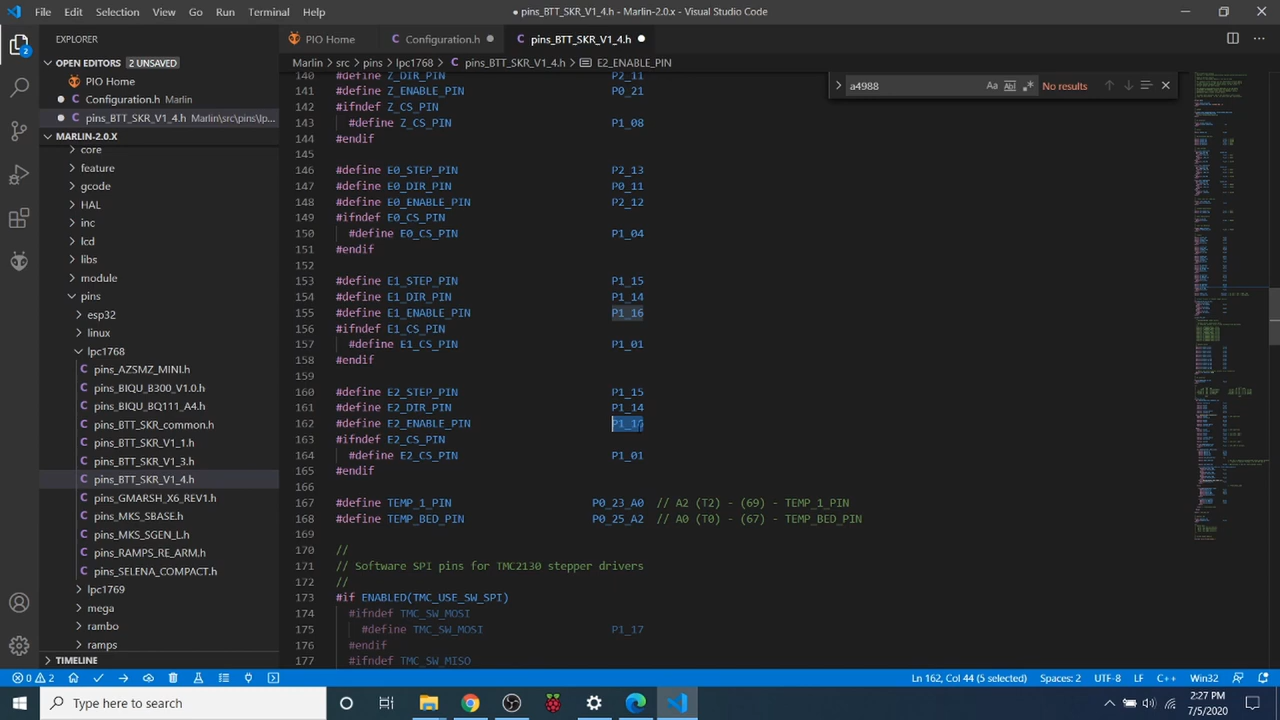 File Edit Selection View Go Run Terminal Help
● pins_BTT_SKR_V1_4.h - Marlin-2.0.x - Visual Studio Code
EXPLORER
PIO Home
Configuration.h ●
pins_BTT_SKR_V1_4.h ●
OPEN EDITORS 2 UNSAVED
PIO Home
● Configuration.h Marlin
● pins_BTT_SKR_V1_4.h Marlin\src\pins\lp...
MARLIN-2.0.X
core
feature
gcode
HAL
inc
lcd
libs
module
pins
esp32
linux
lpc1768
pins_AZSMZ_MINI.h
pins_BIQU_B300_V1.0.h
pins_BIQU_BQ111_A4.h
pins_BTT_SKR_common.h
pins_BTT_SKR_V1_1.h
pins_BTT_SKR_V1_3.h
pins_BTT_SKR_V1_4.h
pins_GMARSH_X6_REV1.h
pins_MKS_SBASE.h
pins_MKS_SGEN_L.h
pins_RAMPS_RE_ARM.h
pins_SELENA_COMPACT.h
lpc1769
mega
rambo
ramps
TIMELINE
2
Marlin > src > pins > lpc1768 > C pins_BTT_SKR_V1_4.h > E2_ENABLE_PIN
a4988 Aa Abl .* No results
140 #define Z_DIR_PIN P2_11
141 #define Z_ENABLE_PIN P0_21
142 #ifndef Z_CS_PIN
143 #define Z_CS_PIN P1_08
144 #endif
145
146 #define E0_STEP_PIN P2_13
147 #define E0_DIR_PIN P0_11
148 #define E0_ENABLE_PIN P2_12
149 #ifndef E0_CS_PIN
150 #define E0_CS_PIN P1_04
151 #endif
152
153 #define E1_STEP_PIN P1_15
154 #define E1_DIR_PIN P1_14
155 #define E1_ENABLE_PIN P1_16
156 #ifndef E1_CS_PIN
157 #define E1_CS_PIN P1_01
158 #endif
159
160 #define E2_STEP_PIN P1_15
161 #define E2_DIR_PIN P1_14
162 #define E2_ENABLE_PIN P1_17
163 #ifndef E2_CS_PIN
164 #define E2_CS_PIN P1_01
165 #endif
166
167 #define TEMP_1_PIN P0_23_A0 // A2 (T2) - (69) - TEMP_1_PIN
168 #define TEMP_BED_PIN P0_25_A2 // A0 (T0) - (67) - TEMP_BED_PIN
169
170 //
171 // Software SPI pins for TMC2130 stepper drivers
172 //
173 #if ENABLED(TMC_USE_SW_SPI)
174 #ifndef TMC_SW_MOSI
175 #define TMC_SW_MOSI P1_17
176 #endif
177 #ifndef TMC_SW_MISO
0 2
Ln 162, Col 44 (5 selected) Spaces: 2 UTF-8 LF C++ Win32
Type here to search
2:27 PM
7/5/2020